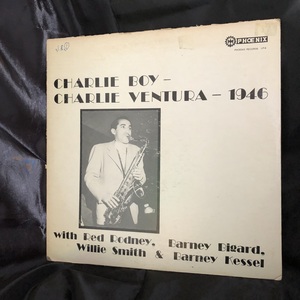 PHOENIX
CHARLIE BOY –
CHARLIE VENTURA – 1946
with Red Rodney, Barney Bigard,
Willie Smith & Barney Kessel